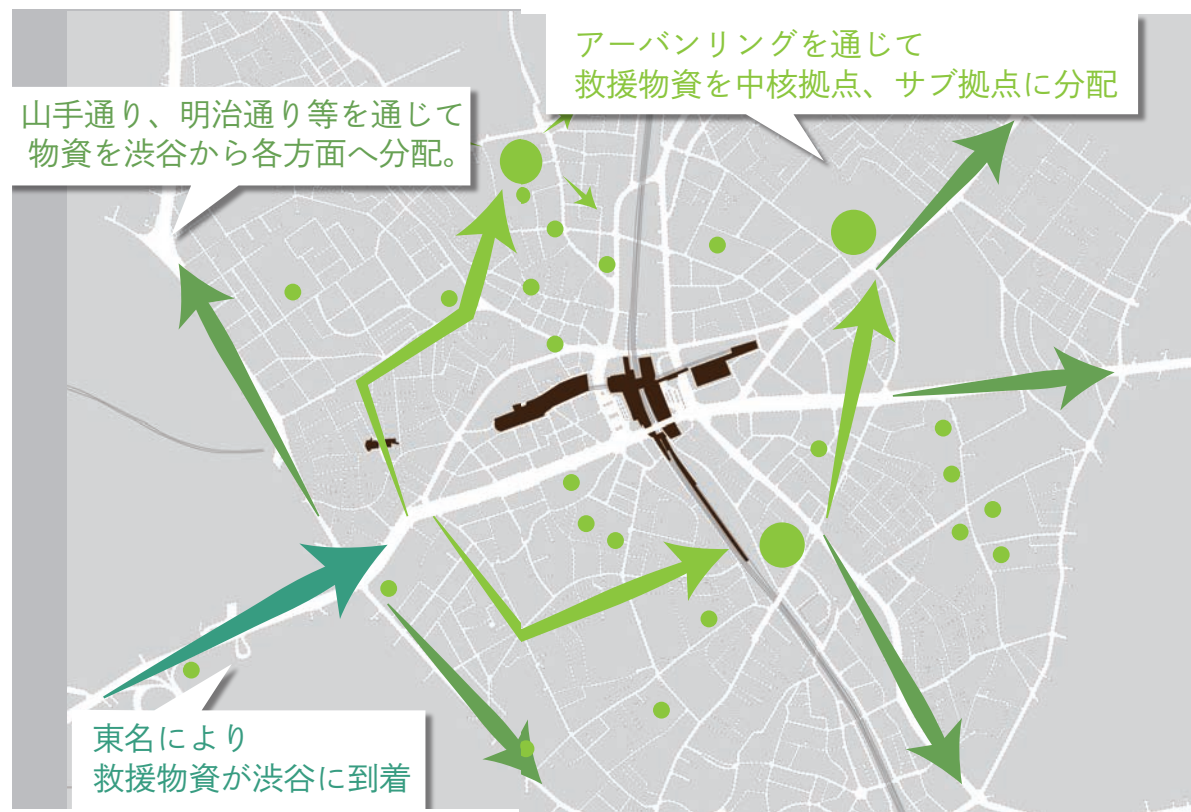 アーバンリングを通じて
救援物資を中核拠点、サブ拠点に分配
山手通り、明治通り等を通じて
物資を渋谷から各方面へ分配。
東名により
救援物資が渋谷に到着